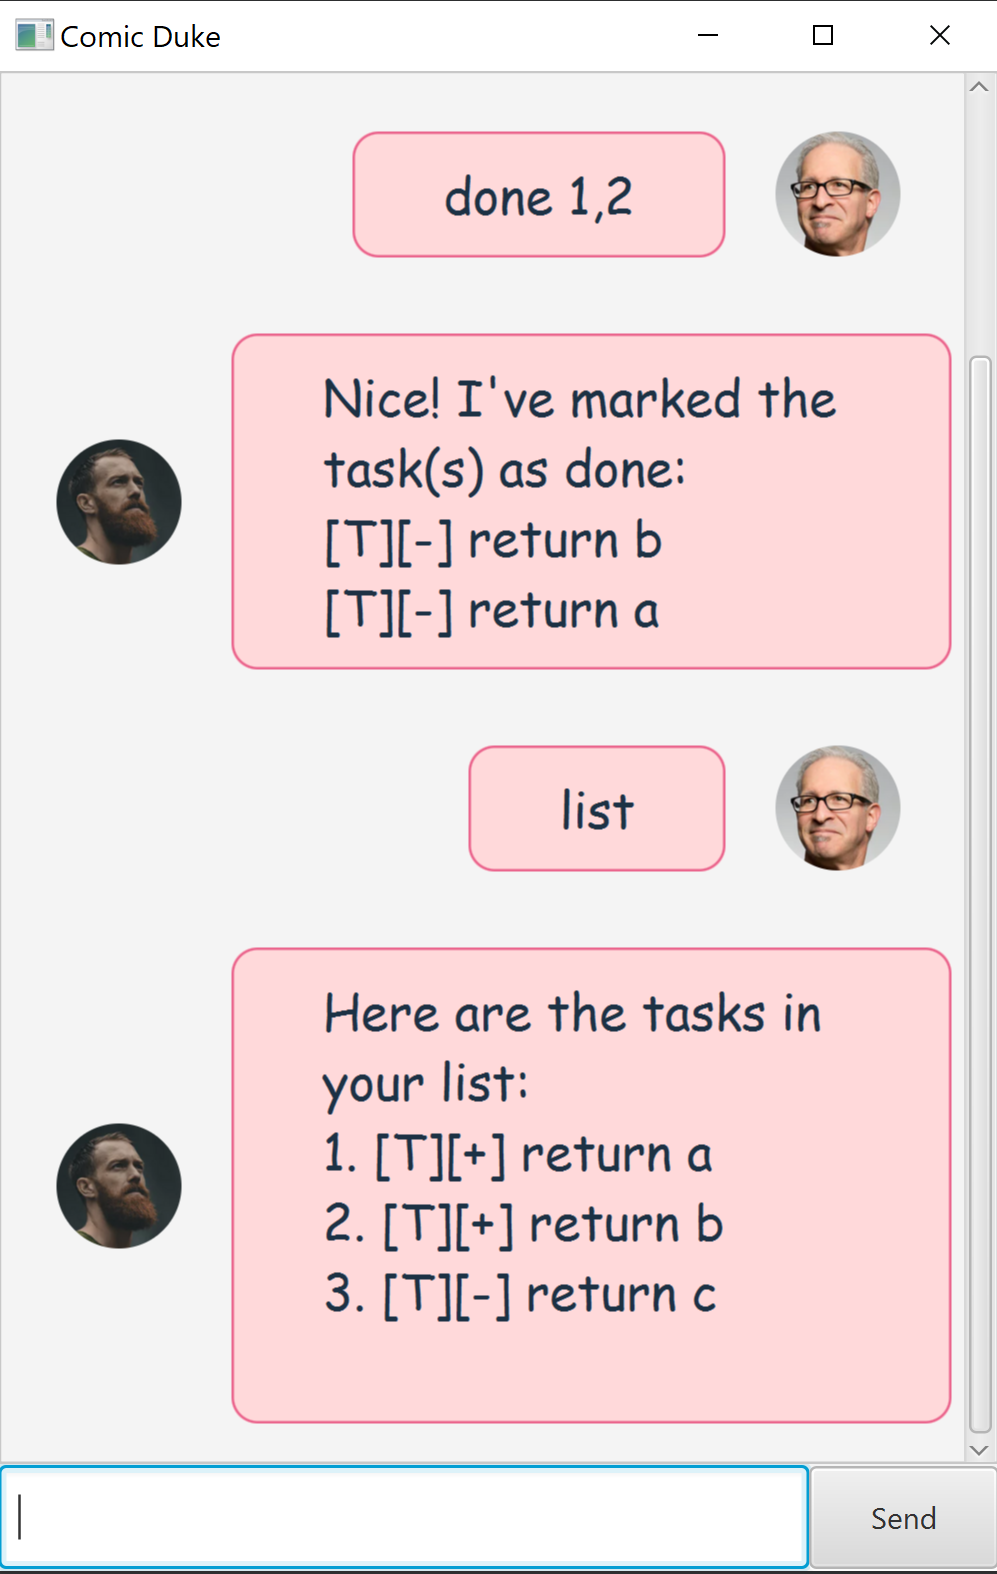 Comic Duke
done 1,2
Nice! I've marked the
task(s) as done:
[T][-] return b
[T][-] return a
list
Here are the tasks in
your list:
1. [T][+] return a
2. [T][+] return b
3. [T][-] return c
Send